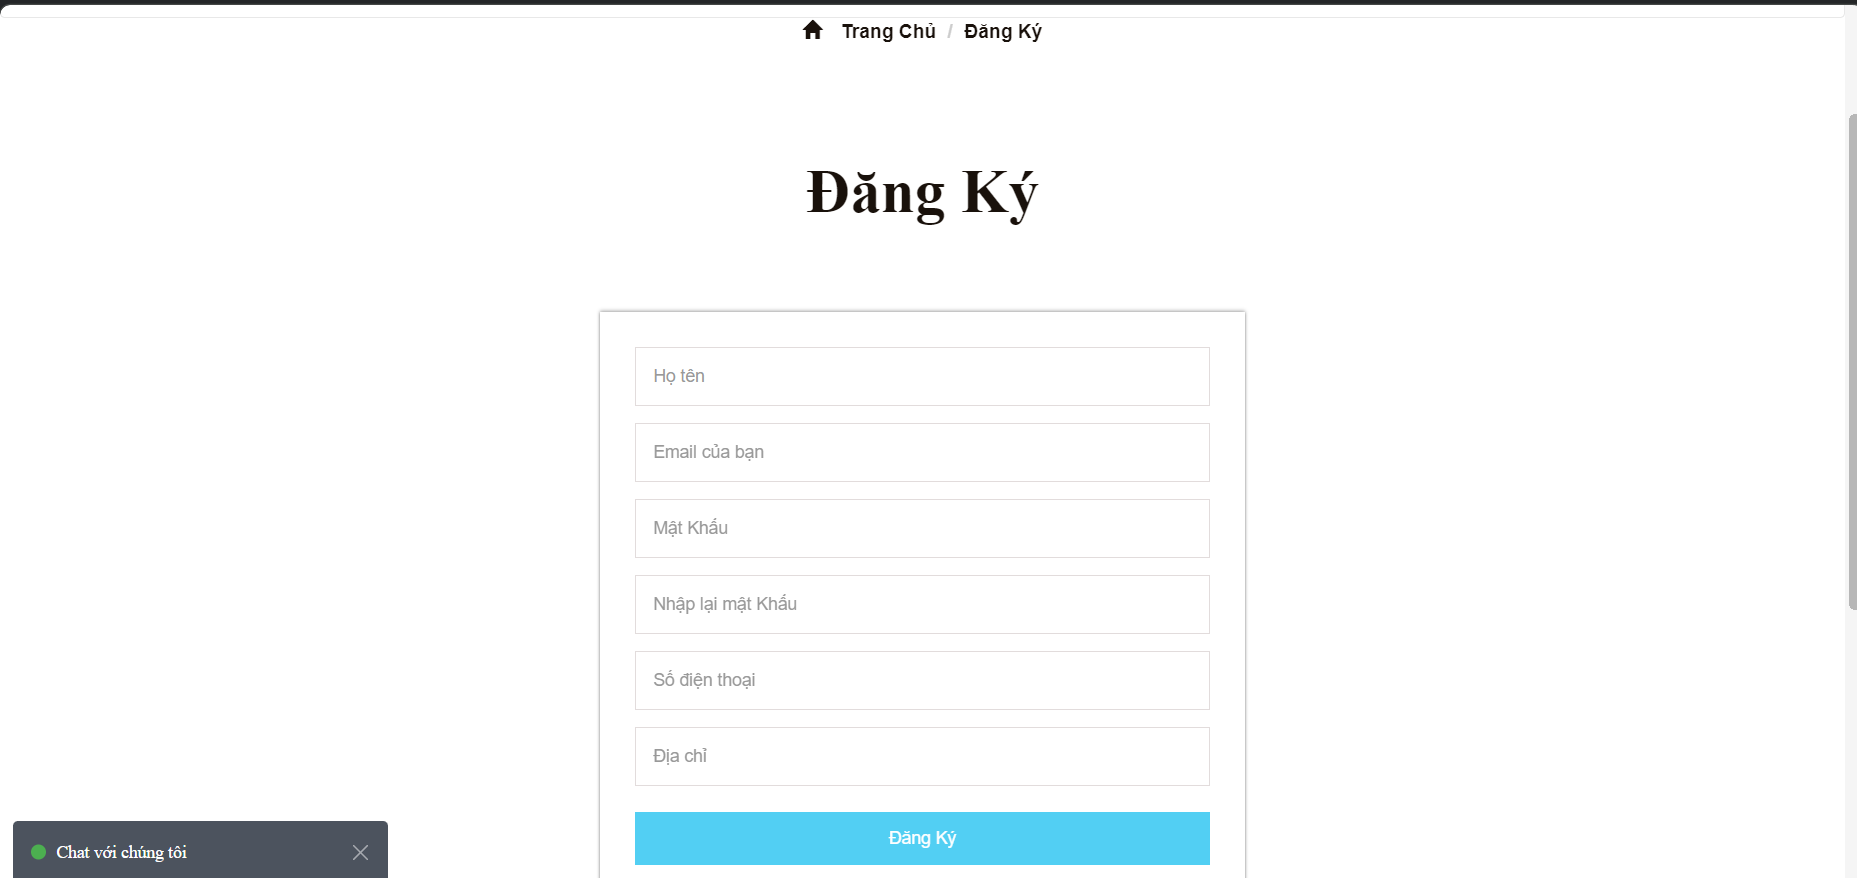 Trang Chủ / Đăng Ký
Đăng Ký
Họ tên
Email của bạn
Mật Khẩu
Nhập lại mật Khẩu
Số điện thoại
Địa chỉ
Đăng Ký
Chat với chúng tôi